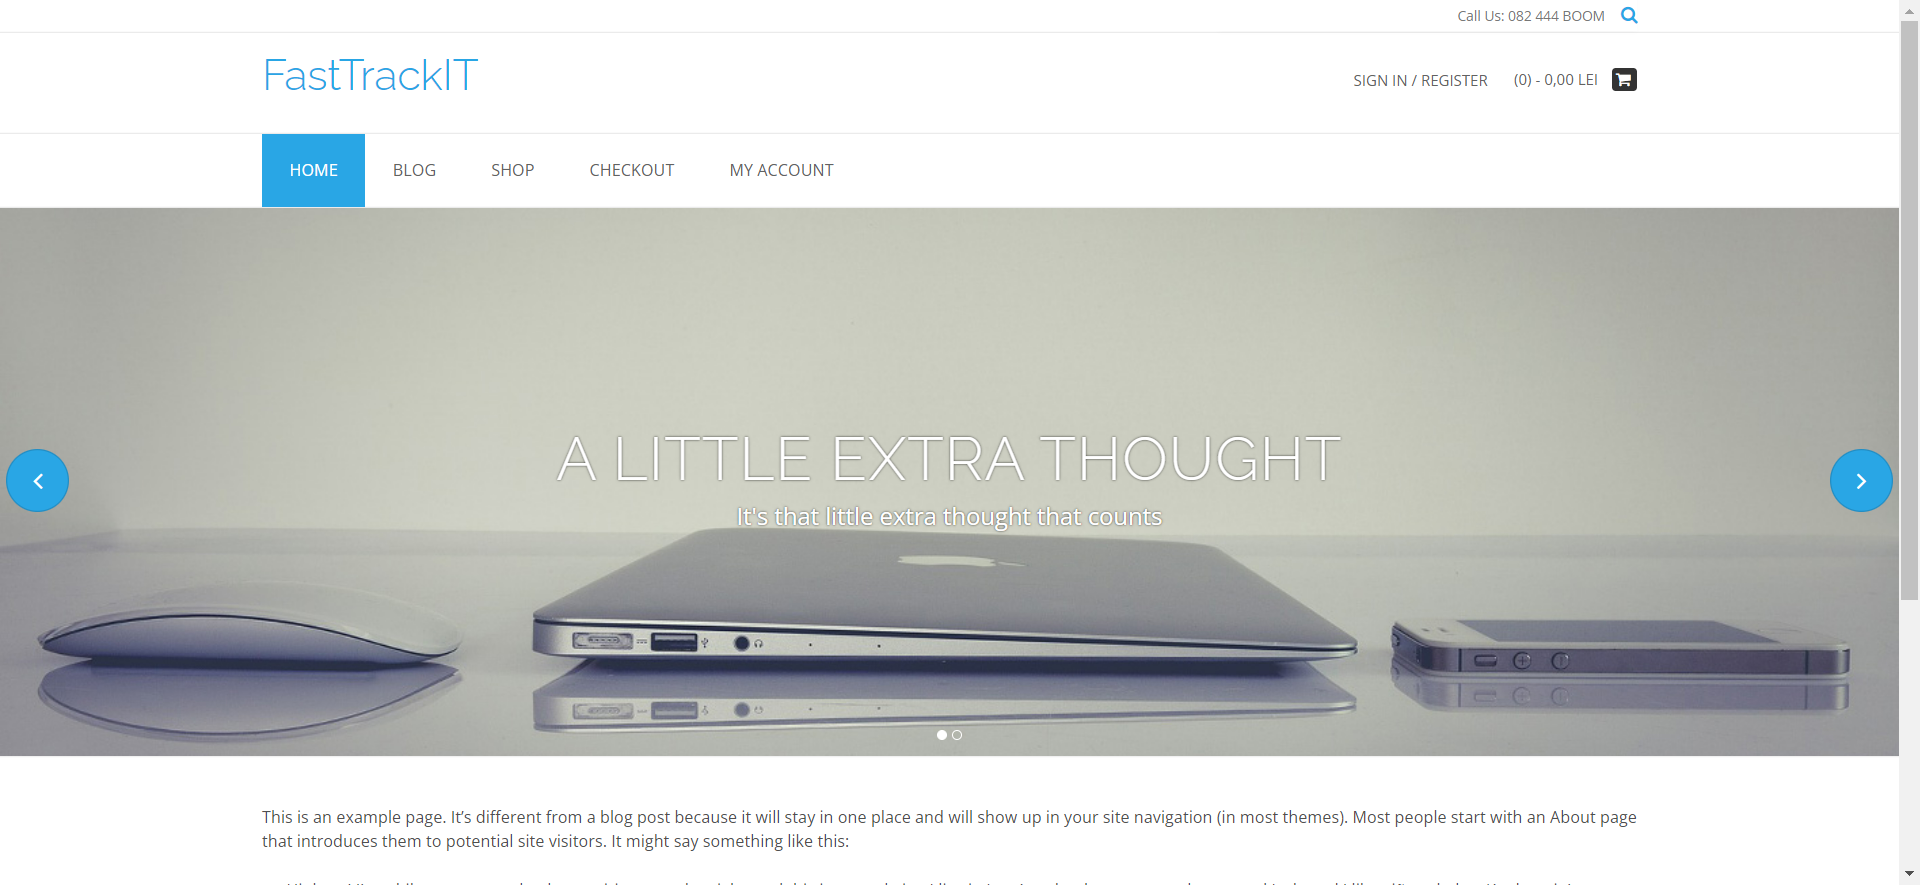 Call Us: 082 444 BOOM
FastTrackIT
SIGN IN / REGISTER
(0) - 0,00 LEI
HOME
BLOG
SHOP
CHECKOUT
MY ACCOUNT
A LITTLE EXTRA THOUGHT
It's that little extra thought that counts
This is an example page. It’s different from a blog post because it will stay in one place and will show up in your site navigation (in most themes). Most people start with an About page
that introduces them to potential site visitors. It might say something like this: